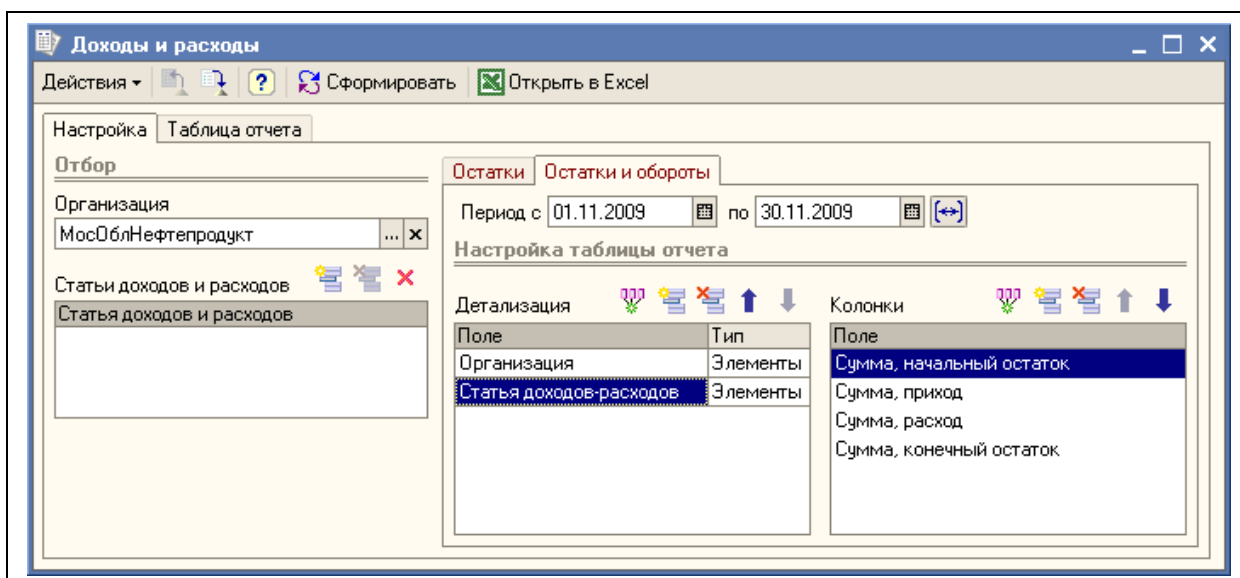 Доходы и расходы
Действия Сформировать Открыть в Excel
Настройка Таблица отчета
Отбор
Организация
МосОблНефтепродукт ...
Статьи доходов и расходов
Статья доходов и расходов
Остатки Остатки и обороты
Период с 01.11.2009 по 30.11.2009
Настройка таблицы отчета
Детализация
Поле Тип
Организация Элементы
Статья доходов-расходов Элементы
Колонки
Поле
Сумма, начальный остаток
Сумма, приход
Сумма, расход
Сумма, конечный остаток